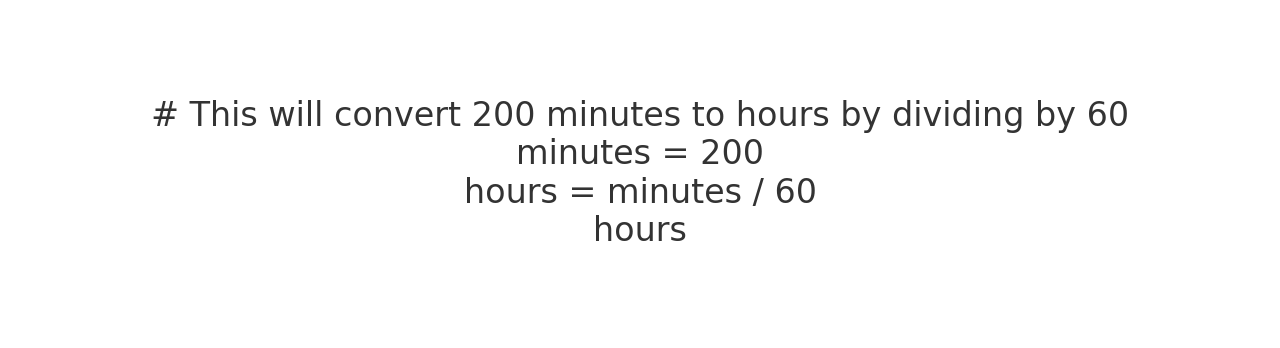 # This will convert 200 minutes to hours by dividing by 60
minutes = 200
hours = minutes / 60
hours